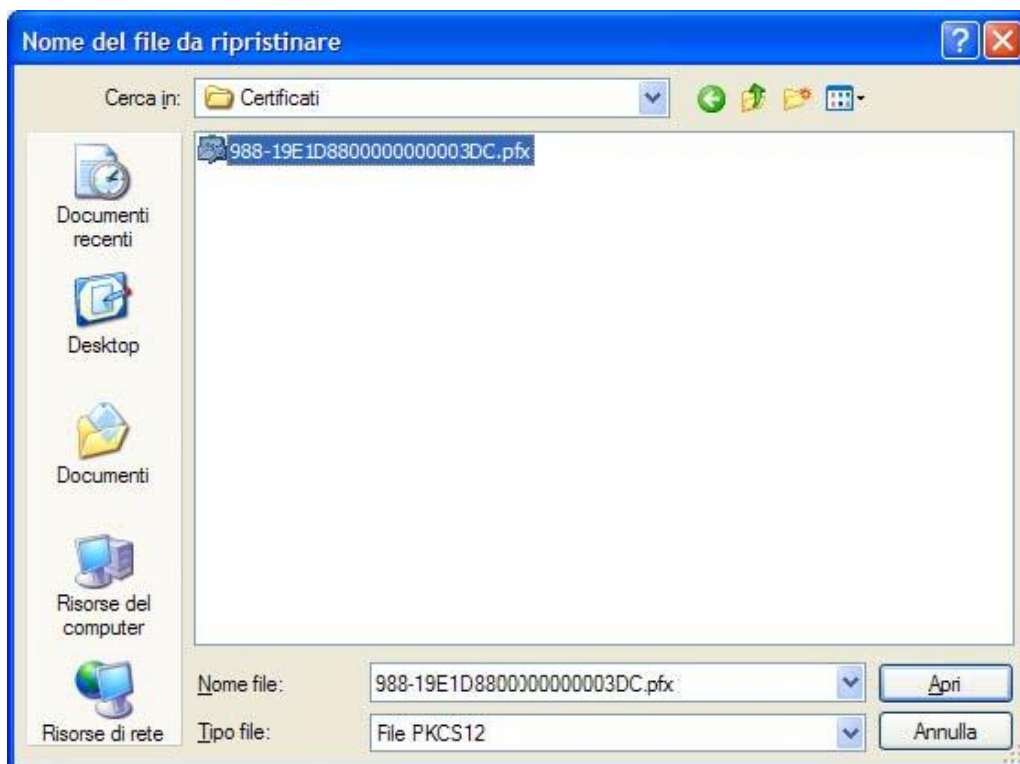 Nome del file da ripristinare
Cerca in:
Certificati
988-19E1D8800000000003DC.pfx
Documenti
recenti
Desktop
Documenti
Risorse del
computer
Risorse di rete
Nome file:
988-19E1D8800000000003DC.pfx
Apri
Tipo file:
File PKCS12
Annulla